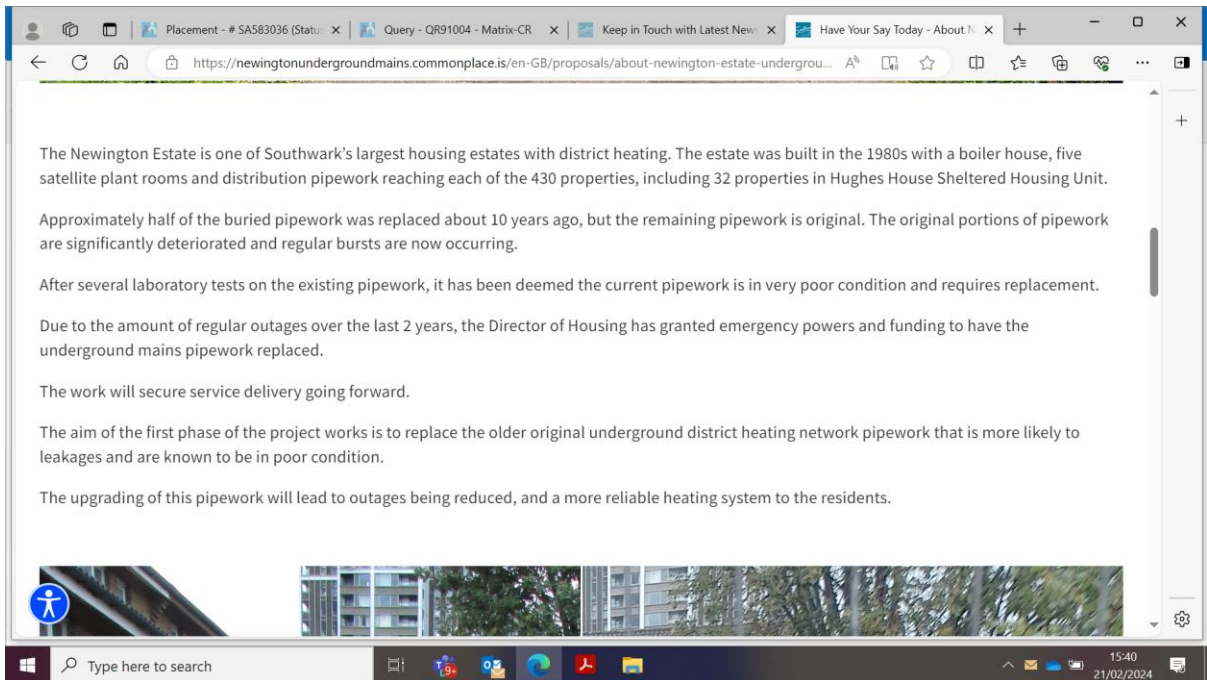 Placement - # SA583036 (Statu
Query - QR91004 - Matrix-CR
Keep in Touch with Latest News
Have Your Say Today - About N
https://newingtonundergroundmains.commonplace.is/en-GB/proposals/about-newington-estate-undergrou...
The Newington Estate is one of Southwark's largest housing estates with district heating. The estate was built in the 1980s with a boiler house, five
satellite plant rooms and distribution pipework reaching each of the 430 properties, including 32 properties in Hughes House Sheltered Housing Unit.
Approximately half of the buried pipework was replaced about 10 years ago, but the remaining pipework is original. The original portions of pipework
are significantly deteriorated and regular bursts are now occurring.
After several laboratory tests on the existing pipework, it has been deemed the current pipework is in very poor condition and requires replacement.
Due to the amount of regular outages over the last 2 years, the Director of Housing has granted emergency powers and funding to have the
underground mains pipework replaced.
The work will secure service delivery going forward.
The aim of the first phase of the project works is to replace the older original underground district heating network pipework that is more likely to
leakages and are known to be in poor condition.
The upgrading of this pipework will lead to outages being reduced, and a more reliable heating system to the residents.
Type here to search
9+
15:40
21/02/2024